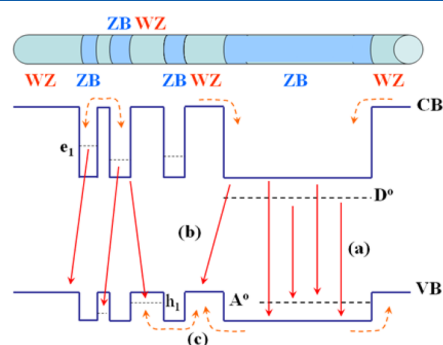 ZB WZ
WZ ZB ZB WZ ZB WZ
CB
e1
D°
(b) (a)
VB
h1 A°
(c)